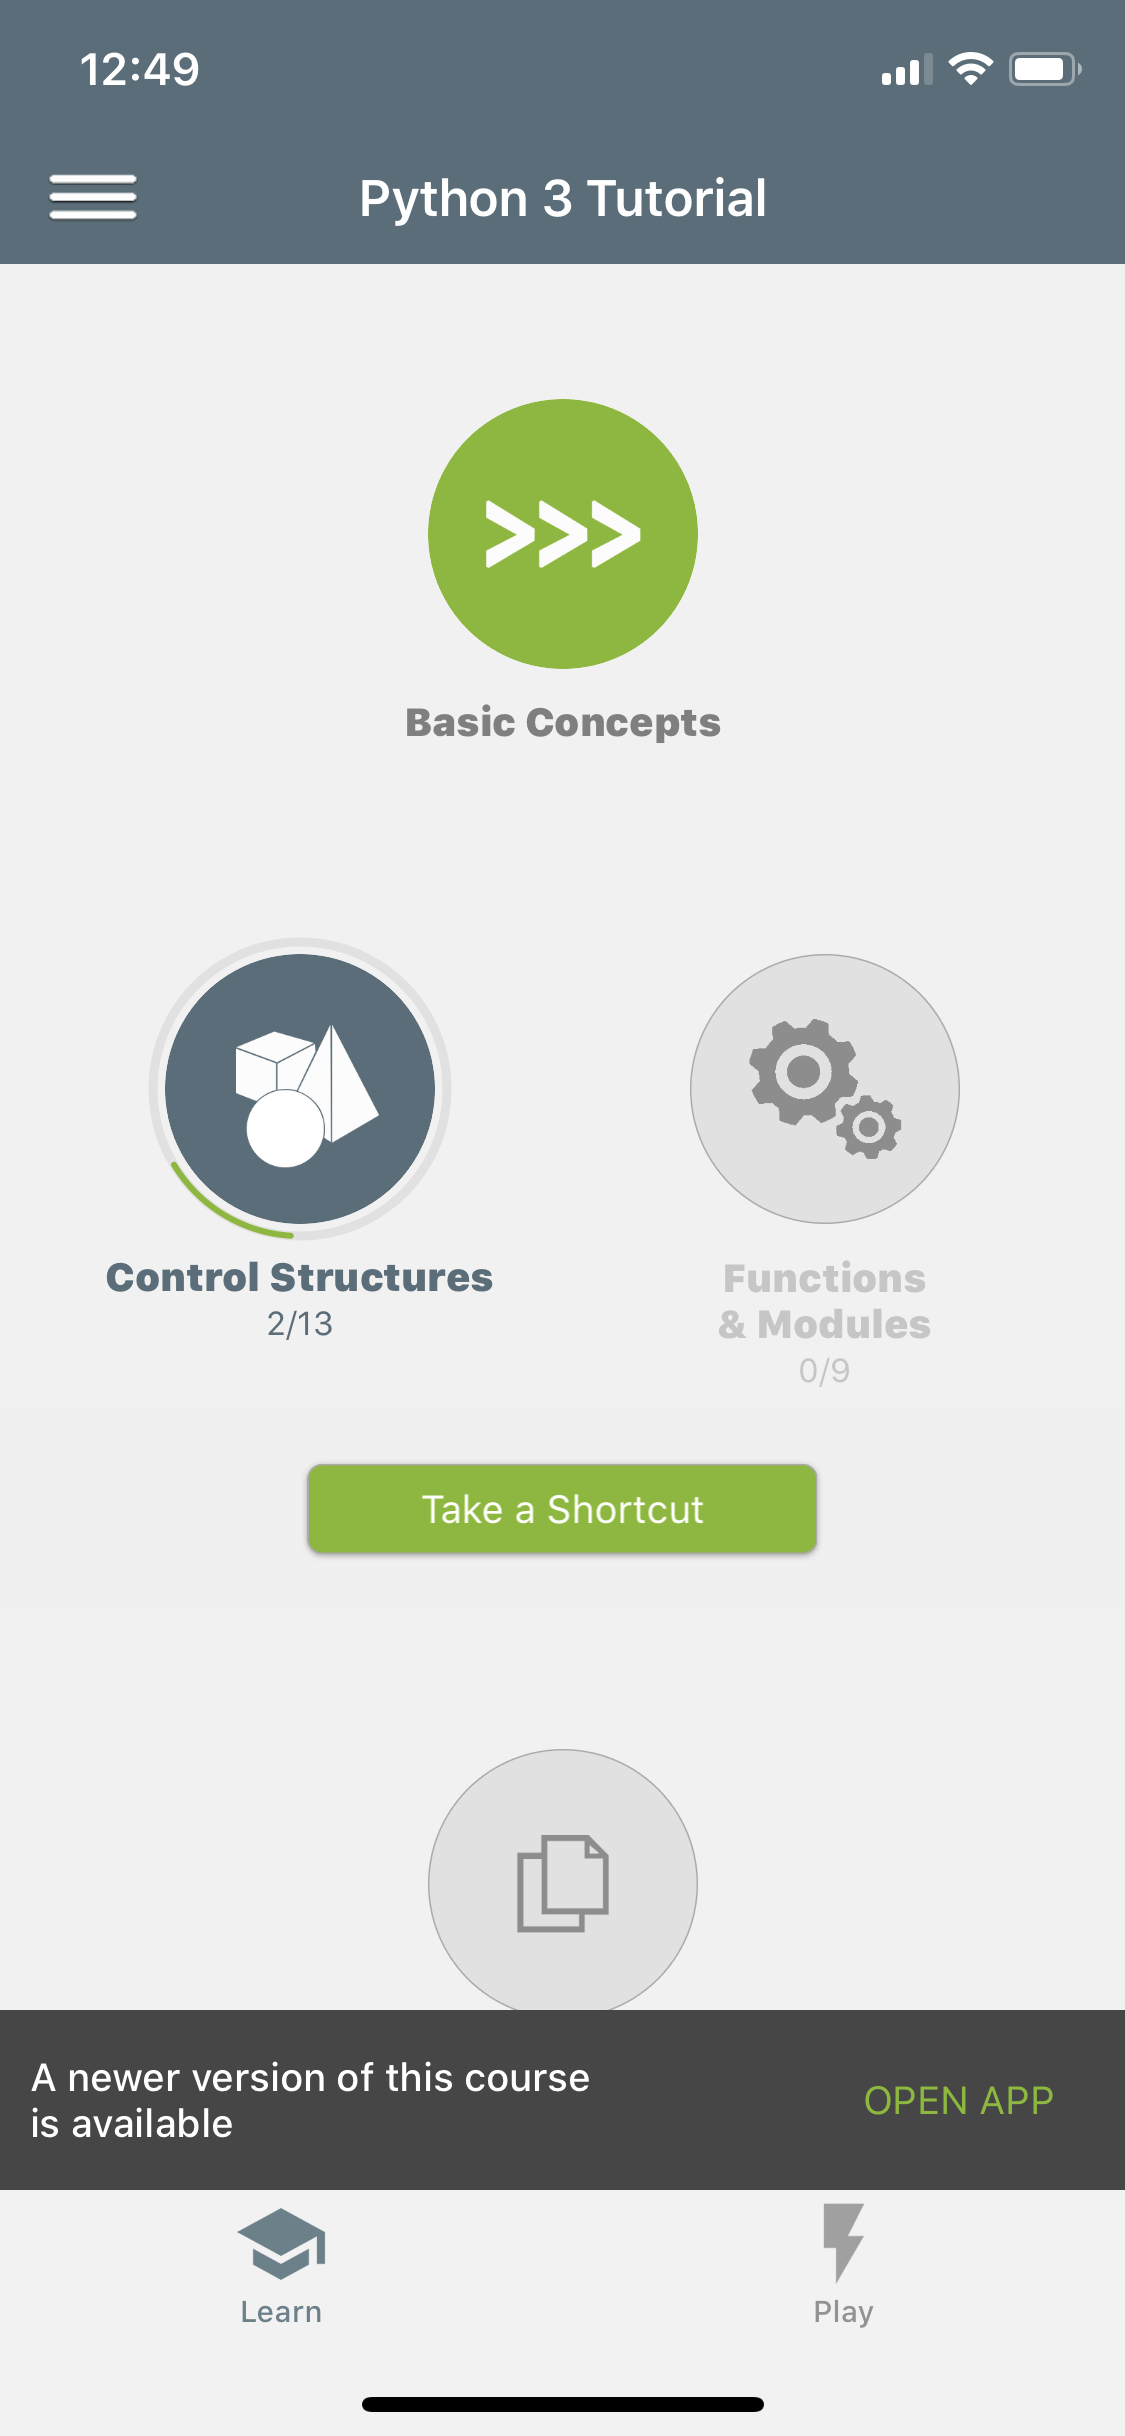 12:49
Python 3 Tutorial
>>>
Basic Concepts
Control Structures
2/13
Functions
& Modules
0/9
Take a Shortcut
A newer version of this course
is available
OPEN APP
Learn
Play